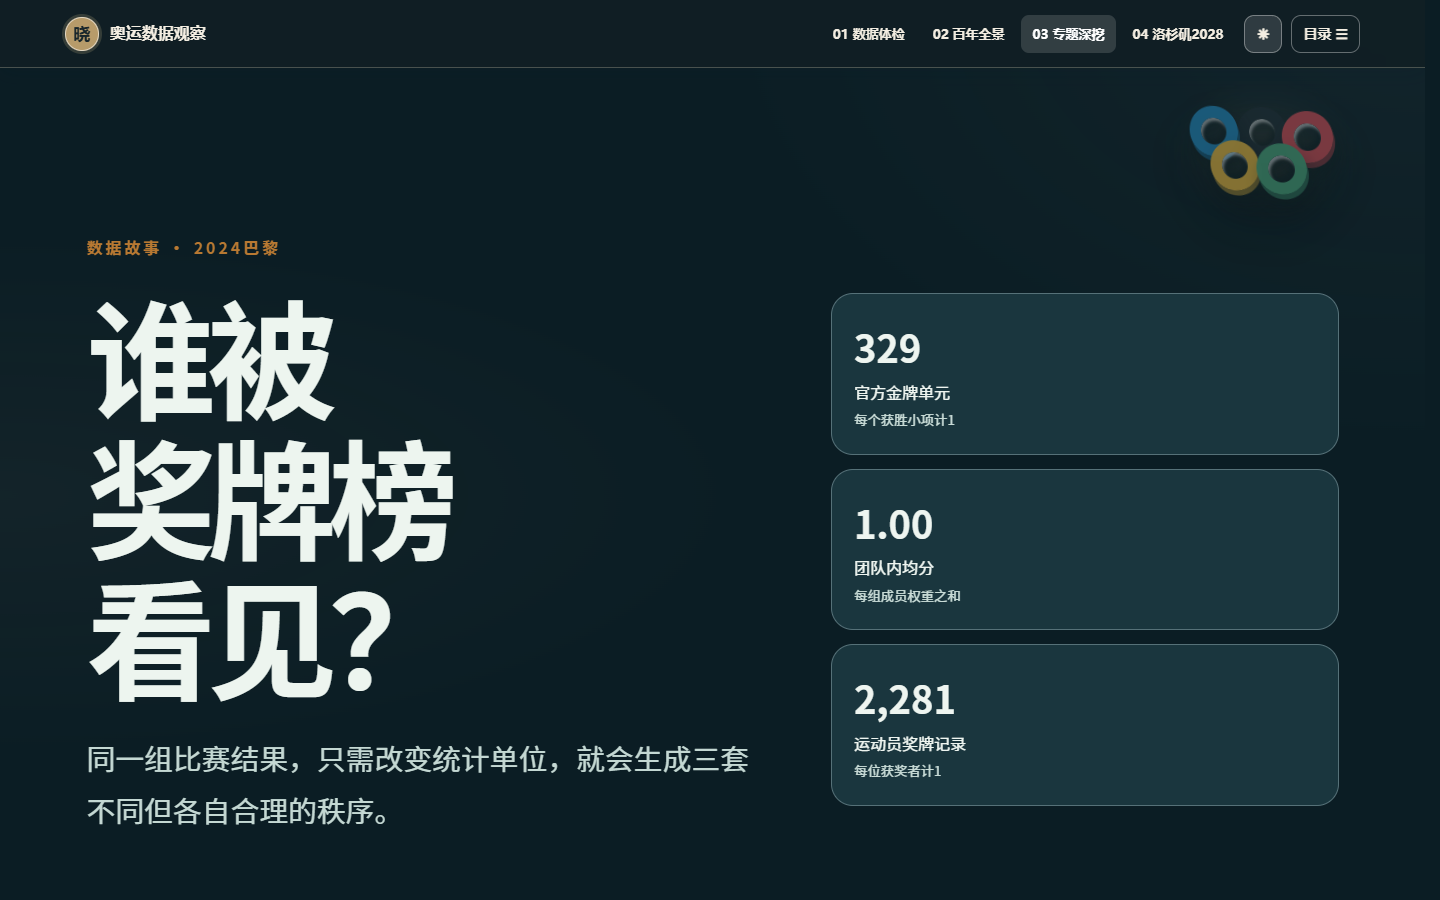 晓 奥运数据观察 01 数据体检 02 百年全景 03 专题深挖 04 洛杉矶2028 目录 ☰
数据故事 • 2024巴黎
谁被
奖牌榜
看见？
同一组比赛结果，只需改变统计单位，就会生成三套
不同但各自合理的秩序。
329
官方金牌单元
每个获胜小项计1
1.00
团队内均分
每组成员权重之和
2,281
运动员奖牌记录
每位获奖者计1